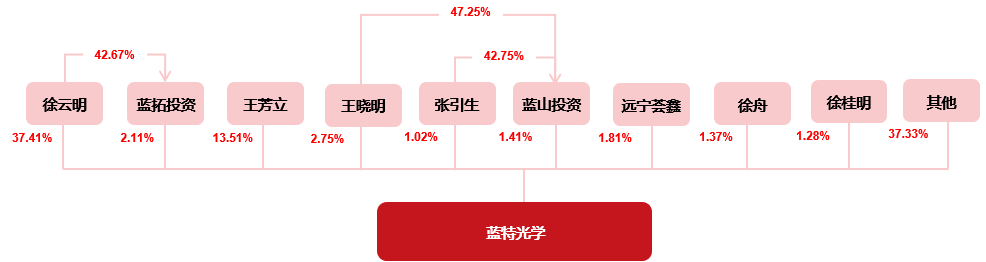 47.25%
42.67%
42.75%
徐云明
蓝拓投资
王芳立
王晓明
张引生
蓝山投资
远宁荟鑫
徐舟
徐桂明
其他
37.41%
2.11%
13.51%
2.75%
1.02%
1.41%
1.81%
1.37%
1.28%
37.33%
蓝特光学